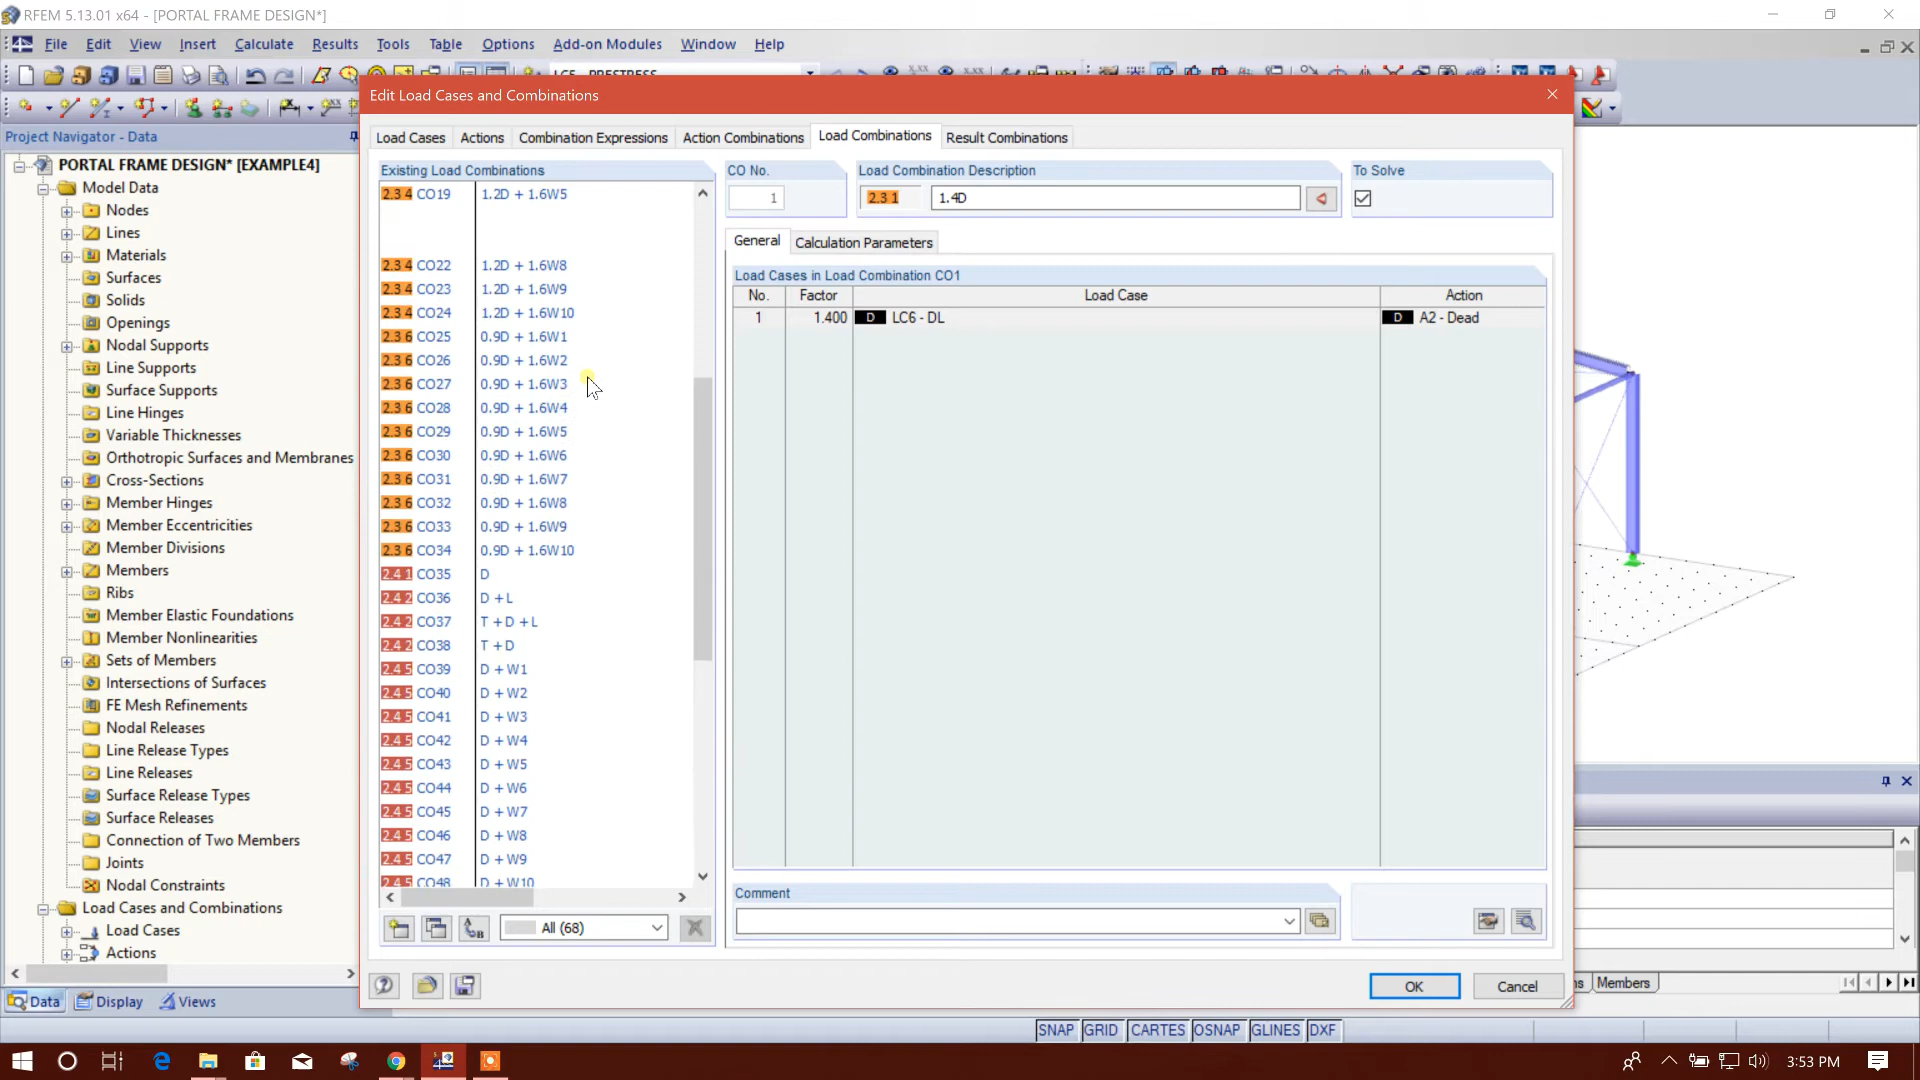 RFEM 5.13.01 x64 - [PORTAL FRAME DESIGN*]
File Edit View Insert Calculate Results Tools Table Options Add-on Modules Window Help
Project Navigator - Data
PORTAL FRAME DESIGN* [EXAMPLE4]
Model Data
Nodes
Lines
Materials
Surfaces
Solids
Openings
Nodal Supports
Line Supports
Surface Supports
Line Hinges
Variable Thicknesses
Orthotropic Surfaces and Membranes
Cross-Sections
Member Hinges
Member Eccentricities
Member Divisions
Members
Ribs
Member Elastic Foundations
Member Nonlinearities
Sets of Members
Intersections of Surfaces
FE Mesh Refinements
Nodal Releases
Line Release Types
Line Releases
Surface Release Types
Surface Releases
Connection of Two Members
Joints
Nodal Constraints
Load Cases and Combinations
Load Cases
Actions
Data Display Views
Edit Load Cases and Combinations
Load Cases Actions Combination Expressions Action Combinations Load Combinations Result Combinations
Existing Load Combinations
2.3 4 CO19 1.2D + 1.6W5
2.3 4 CO22 1.2D + 1.6W8
2.3 4 CO23 1.2D + 1.6W9
2.3 4 CO24 1.2D + 1.6W10
2.3 6 CO25 0.9D + 1.6W1
2.3 6 CO26 0.9D + 1.6W2
2.3 6 CO27 0.9D + 1.6W3
2.3 6 CO28 0.9D + 1.6W4
2.3 6 CO29 0.9D + 1.6W5
2.3 6 CO30 0.9D + 1.6W6
2.3 6 CO31 0.9D + 1.6W7
2.3 6 CO32 0.9D + 1.6W8
2.3 6 CO33 0.9D + 1.6W9
2.3 6 CO34 0.9D + 1.6W10
2.4 1 CO35 D
2.4 2 CO36 D + L
2.4 2 CO37 T + D + L
2.4 2 CO38 T + D
2.4 5 CO39 D + W1
2.4 5 CO40 D + W2
2.4 5 CO41 D + W3
2.4 5 CO42 D + W4
2.4 5 CO43 D + W5
2.4 5 CO44 D + W6
2.4 5 CO45 D + W7
2.4 5 CO46 D + W8
2.4 5 CO47 D + W9
2.4 5 CO48 D + W10
All (68)
CO No.
1
Load Combination Description
2.3 1 1.4D
To Solve
General Calculation Parameters
Load Cases in Load Combination CO1
No. Factor Load Case Action
1 1.400 D LC6 - DL D A2 - Dead
Comment
OK Cancel
Members
SNAP GRID CARTES OSNAP GLINES DXF
3:53 PM